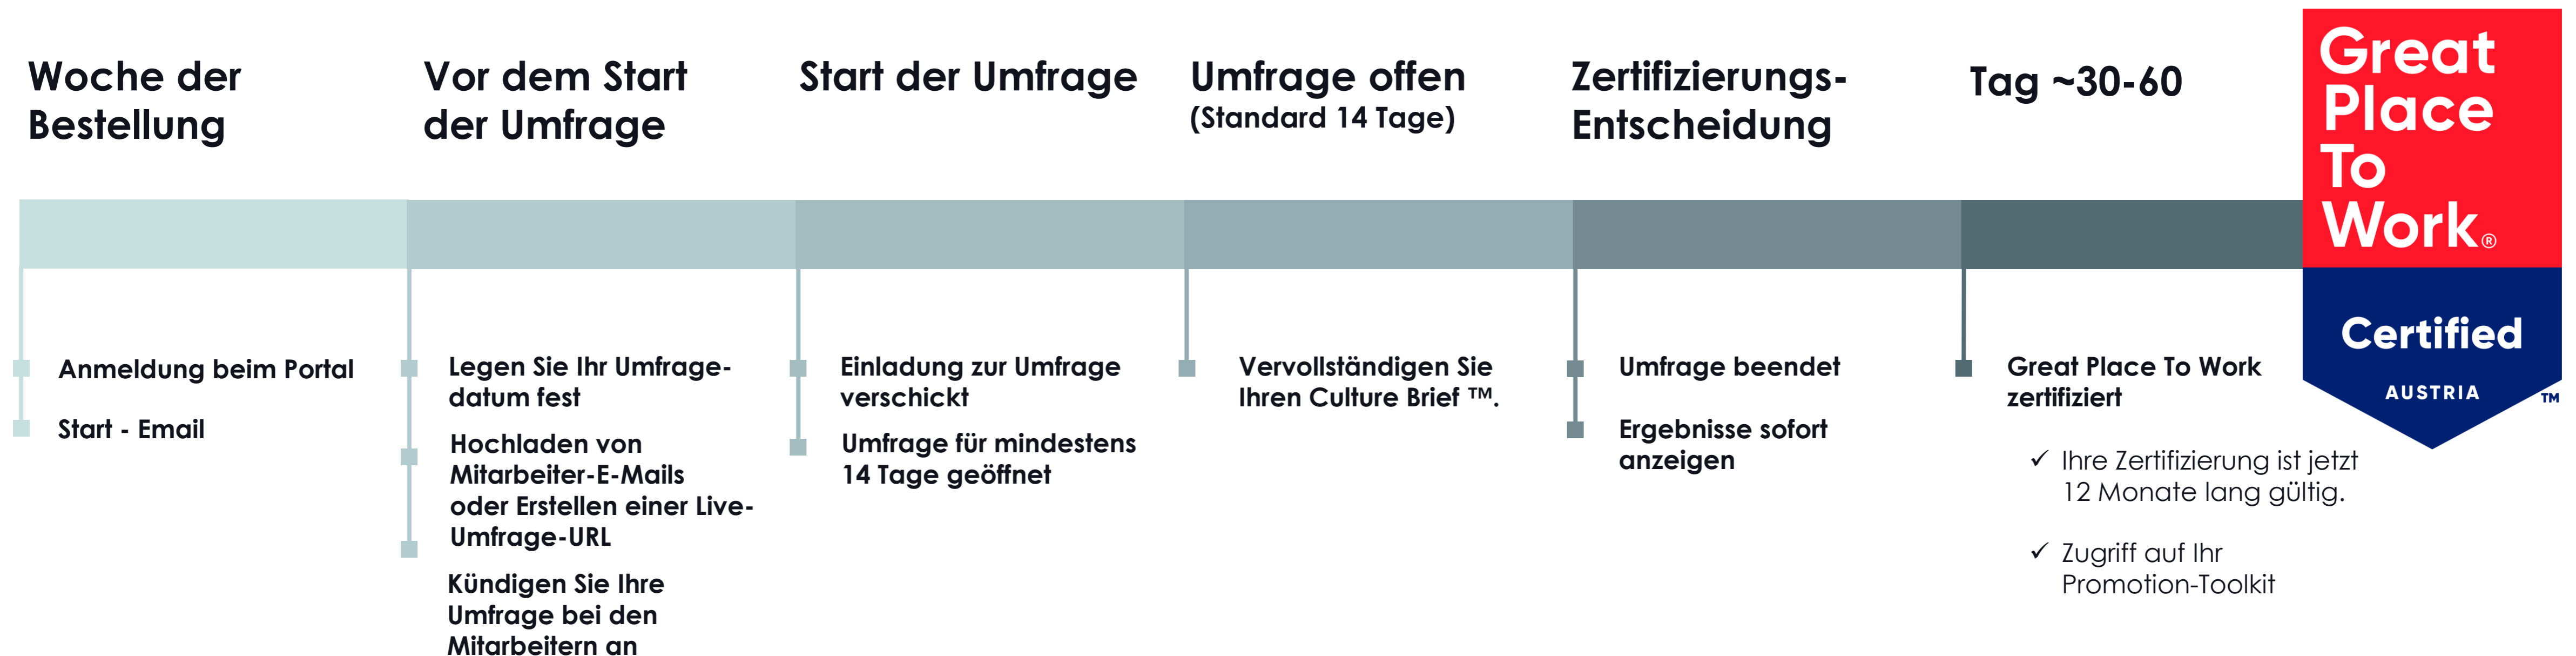 Woche der
Bestellung
Anmeldung beim Portal
Start - Email
Vor dem Start
der Umfrage
Legen Sie Ihr Umfrage-
datum fest
Hochladen von
Mitarbeiter-E-Mails
oder Erstellen einer Live-
Umfrage-URL
Kündigen Sie Ihre
Umfrage bei den
Mitarbeitern an
Start der Umfrage
Einladung zur Umfrage
verschickt
Umfrage für mindestens
14 Tage geöffnet
Umfrage offen
(Standard 14 Tage)
Vervollständigen Sie
Ihren Culture Brief ™.
Zertifizierungs-
Entscheidung
Umfrage beendet
Ergebnisse sofort
anzeigen
Tag ~30-60
Great Place To Work
zertifiziert
✓ Ihre Zertifizierung ist jetzt
12 Monate lang gültig.
✓ Zugriff auf Ihr
Promotion-Toolkit
Great
Place
To
Work®
Certified
AUSTRIA
™